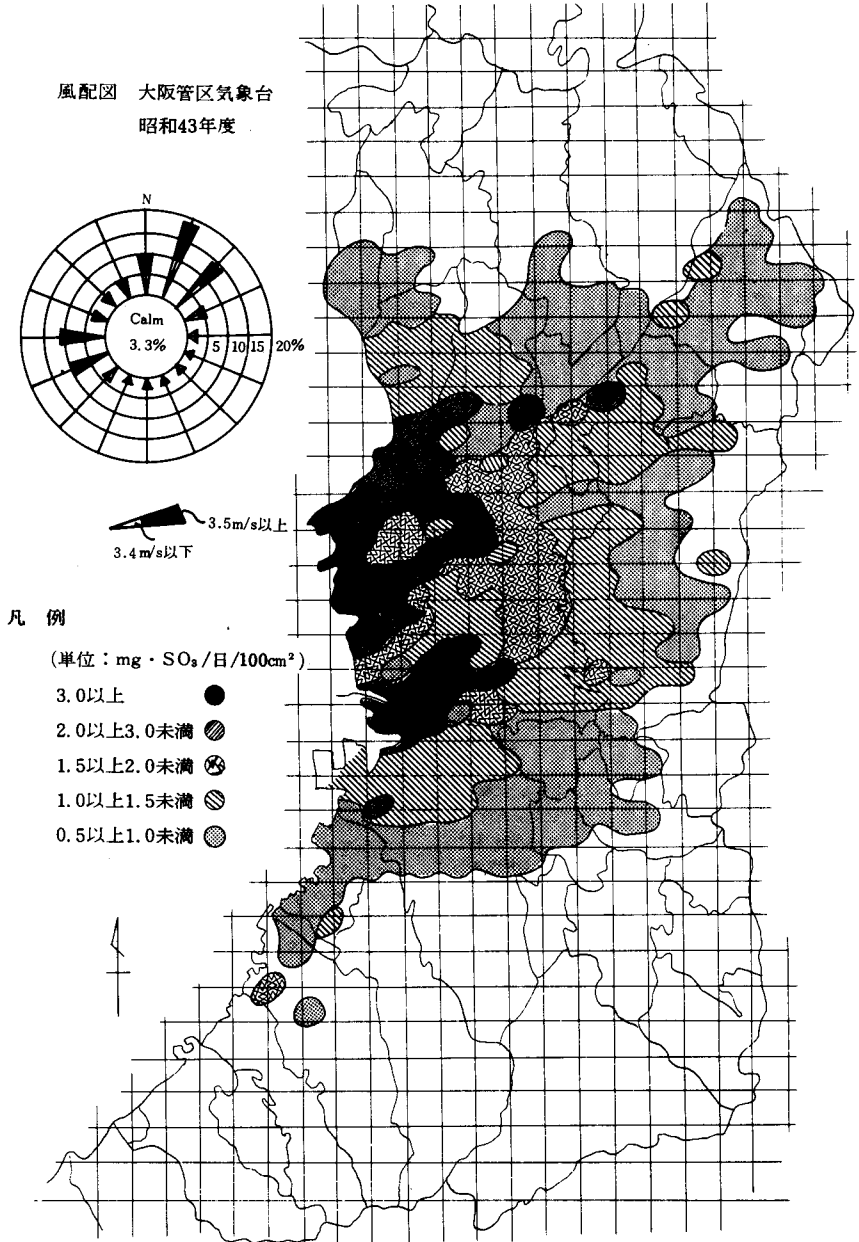 風配図 大阪管区気象台
昭和43年度
N
Calm
3.3%
5 10 15 20%
3.5m/s以上
3.4m/s以下
凡 例
(単位：mg・SO₃/日/100cm²)
3.0以上
2.0以上3.0未満
1.5以上2.0未満
1.0以上1.5未満
0.5以上1.0未満